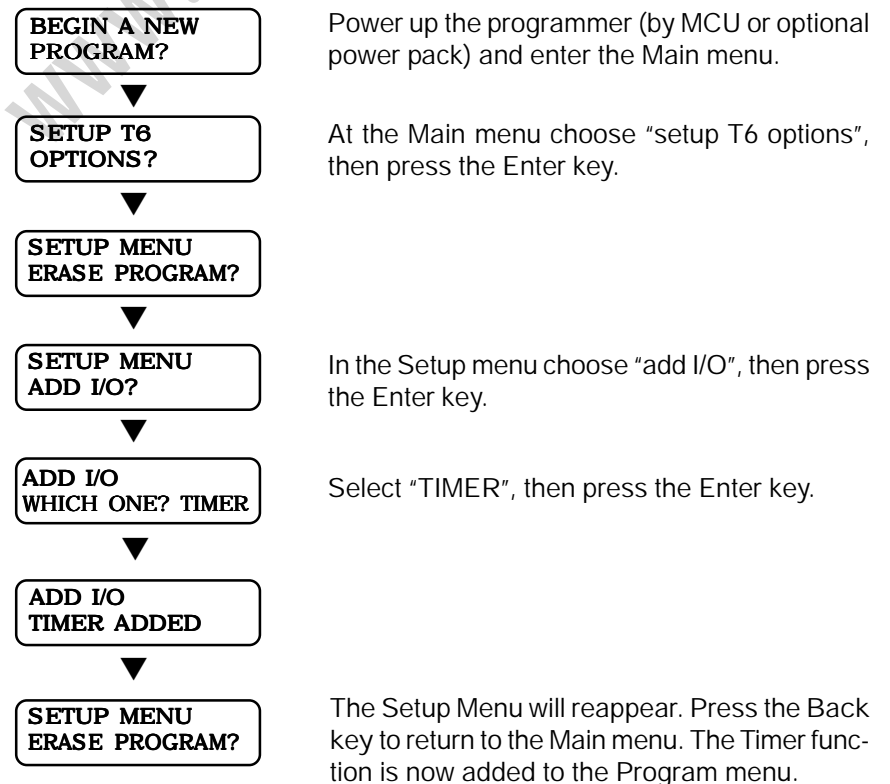 BEGIN A NEW
PROGRAM?
Power up the programmer (by MCU or optional
power pack) and enter the Main menu.
SETUP T6
OPTIONS?
At the Main menu choose “setup T6 options”,
then press the Enter key.
SETUP MENU
ERASE PROGRAM?
SETUP MENU
ADD I/O?
In the Setup menu choose “add I/O”, then press
the Enter key.
ADD I/O
WHICH ONE? TIMER
Select “TIMER”, then press the Enter key.
ADD I/O
TIMER ADDED
SETUP MENU
ERASE PROGRAM?
The Setup Menu will reappear. Press the Back
key to return to the Main menu. The Timer func-
tion is now added to the Program menu.